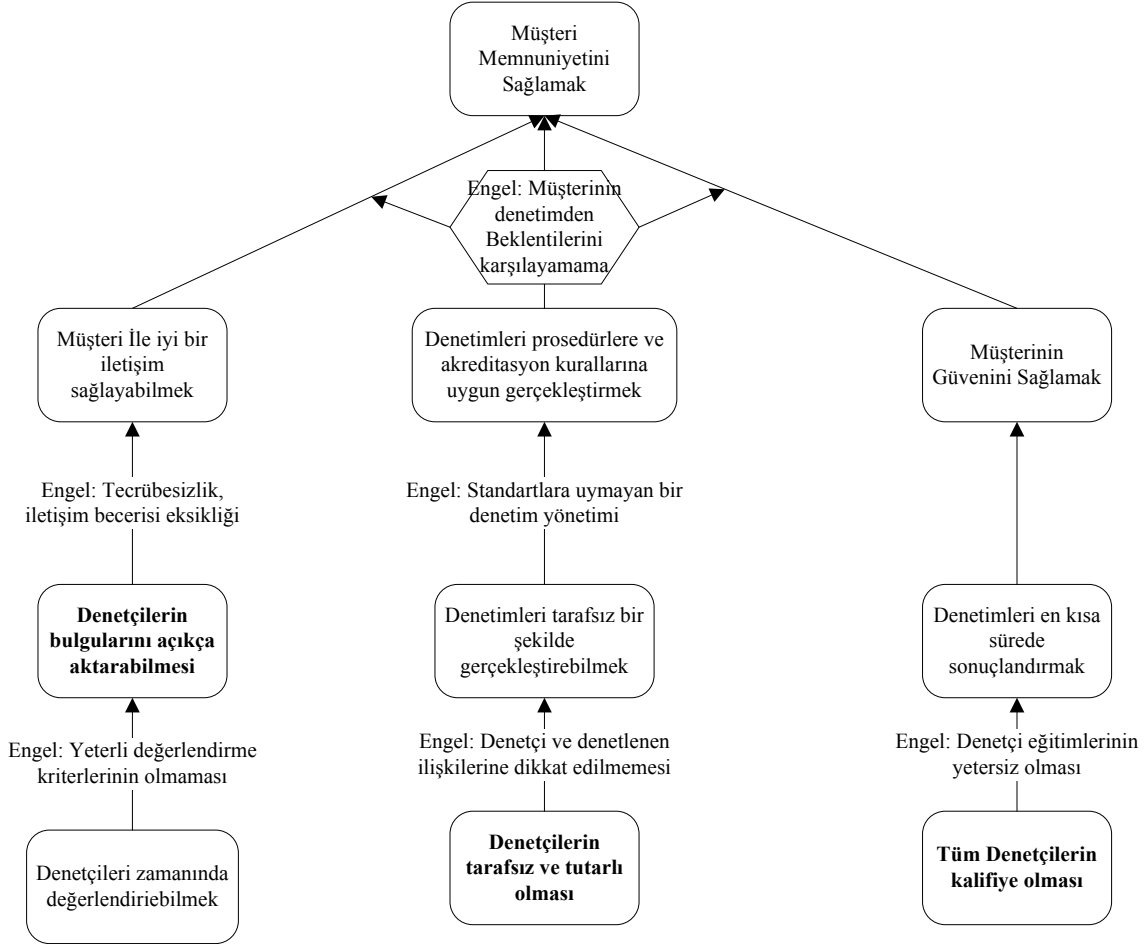 Müşteri
Memnuniyetini
Sağlamak
Engel: Müşterinin
denetimden
Beklentilerini
karşılayamama
Müşteri İle iyi bir
iletişim
sağlayabilmek
Denetimleri prosedürlere ve
akreditasyon kurallarına
uygun gerçekleştirmek
Müşterinin
Güvenini Sağlamak
Engel: Tecrübesizlik,
iletişim becerisi eksikliği
Engel: Standartlara uymayan bir
denetim yönetimi
Denetçilerin
bulgularını açıkça
aktarabilmesi
Denetimleri tarafsız bir
şekilde
gerçekleştirebilmek
Denetimleri en kısa
sürede
sonuçlandırmak
Engel: Yeterli değerlendirme
kriterlerinin olmaması
Engel: Denetçi ve denetlenen
ilişkilerine dikkat edilmemesi
Engel: Denetçi eğitimlerinin
yetersiz olması
Denetçileri zamanında
değerlendiriebilmek
Denetçilerin
tarafsız ve tutarlı
olması
Tüm Denetçilerin
kalifiye olması